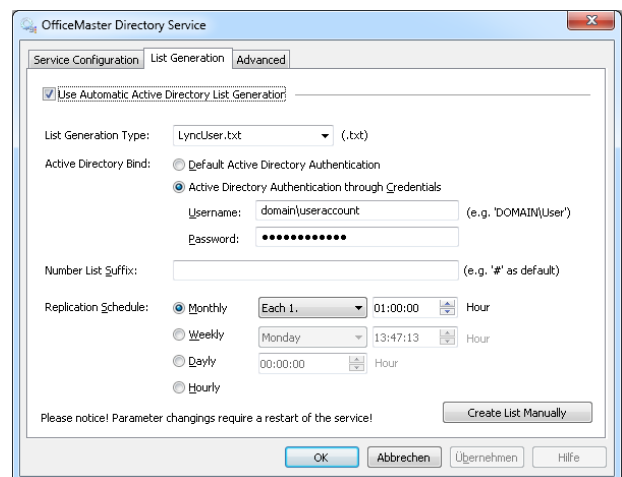 OfficeMaster Directory Service
Service Configuration List Generation Advanced
Use Automatic Active Directory List Generation
List Generation Type: LyncUser.txt (.txt)
Active Directory Bind: Default Active Directory Authentication
Active Directory Authentication through Credentials
Username: domain\useraccount (e.g. 'DOMAIN\User')
Password: ●●●●●●●●●●●●
Number List Suffix: (e.g. '#' as default)
Replication Schedule: Monthly Each 1. 01:00:00 Hour
Weekly Monday 13:47:13 Hour
Dayly 00:00:00 Hour
Hourly
Please notice! Parameter changings require a restart of the service! Create List Manually
OK Abbrechen Übernehmen Hilfe